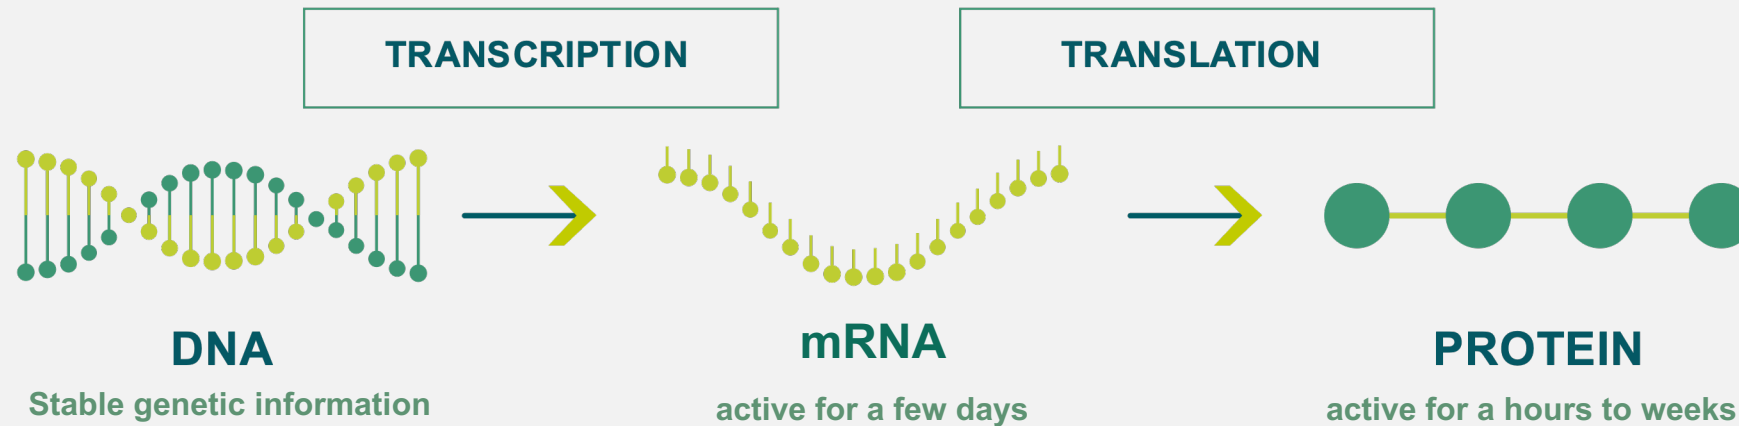 TRANSCRIPTION
TRANSLATION
DNA
Stable genetic information
mRNA
active for a few days
PROTEIN
active for a hours to weeks